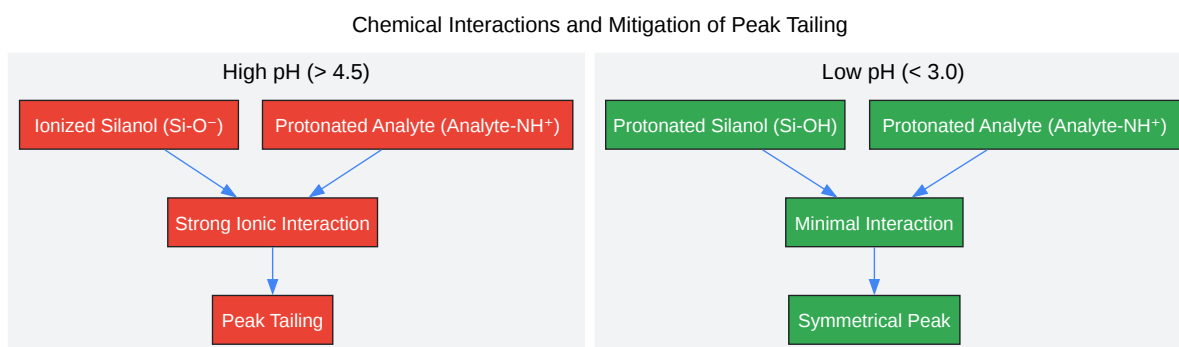 Chemical Interactions and Mitigation of Peak Tailing
High pH (> 4.5)
Ionized Silanol (Si-O⁻)
Protonated Analyte (Analyte-NH⁺)
Strong Ionic Interaction
Peak Tailing
Low pH (< 3.0)
Protonated Silanol (Si-OH)
Protonated Analyte (Analyte-NH⁺)
Minimal Interaction
Symmetrical Peak